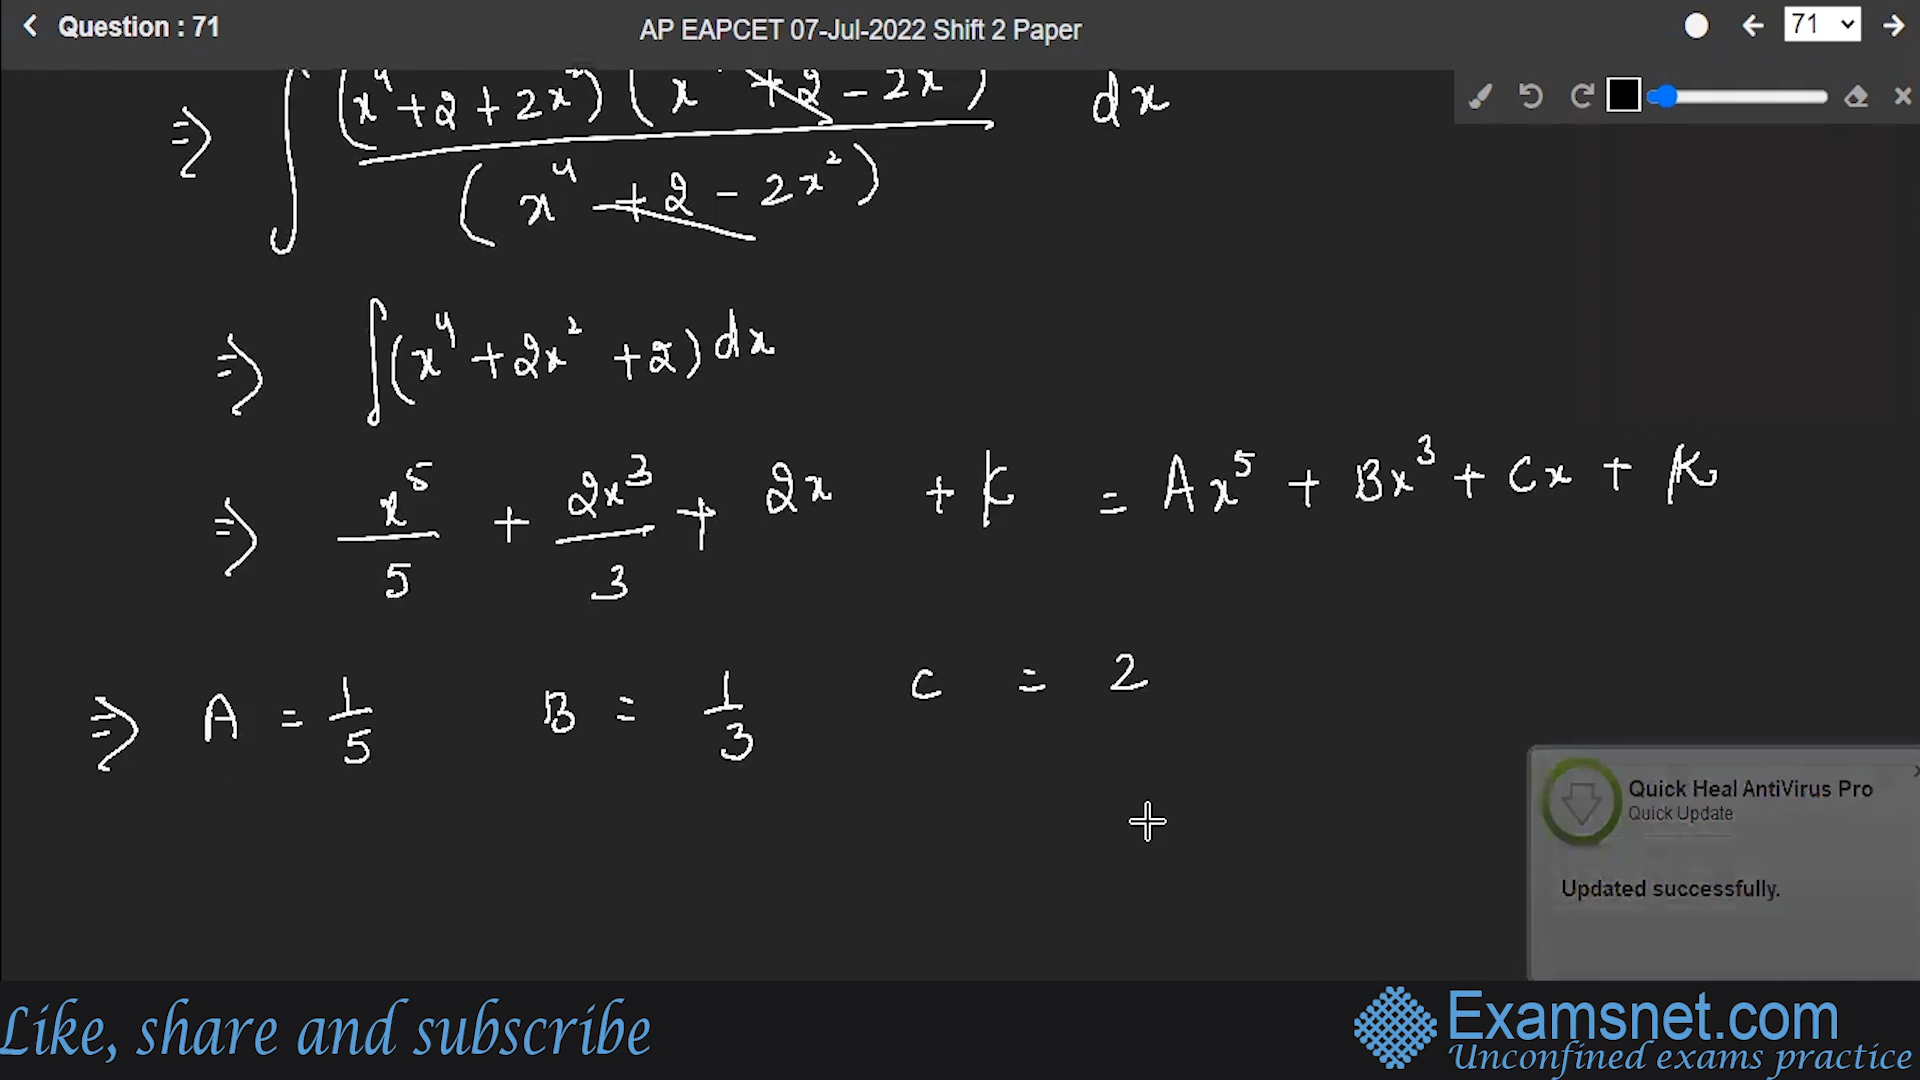 Question : 71
AP EAPCET 07-Jul-2022 Shift 2 Paper
71
⇒ ∫ (x⁴ + 2 + 2x²) (x⁴ + 2 - 2x²) / (x⁴ + 2 - 2x²) dx
⇒ ∫ (x⁴ + 2x² + 2) dx
⇒ x⁵/5 + 2x³/3 + 2x + K = Ax⁵ + Bx³ + Cx + K
⇒ A = 1/5 B = 1/3 C = 2
Quick Heal AntiVirus Pro
Quick Update
Updated successfully.
Like, share and subscribe
Examsnet.com
Unconfined exams practice